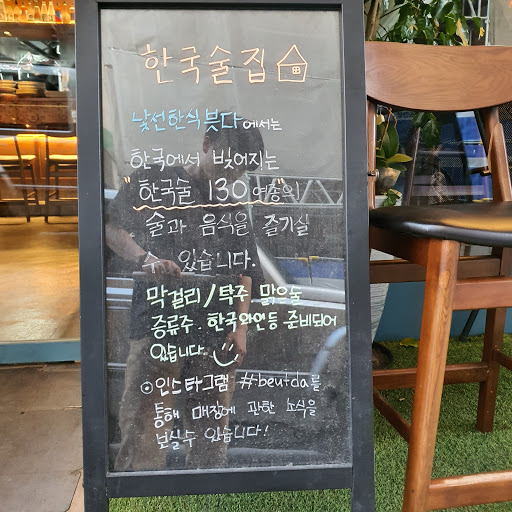 한국술집
낯선한식븟다에서는
한국에서 빚어지는
"한국술 130여종"의
술과 음식을 즐기실
수 있습니다.
막걸리/탁주 맑은술
증류주. 한국와인등 준비되어
있습니다.
인스타그램 #beutda를
통해 매장에 관한 소식을
보실수 있습니다!